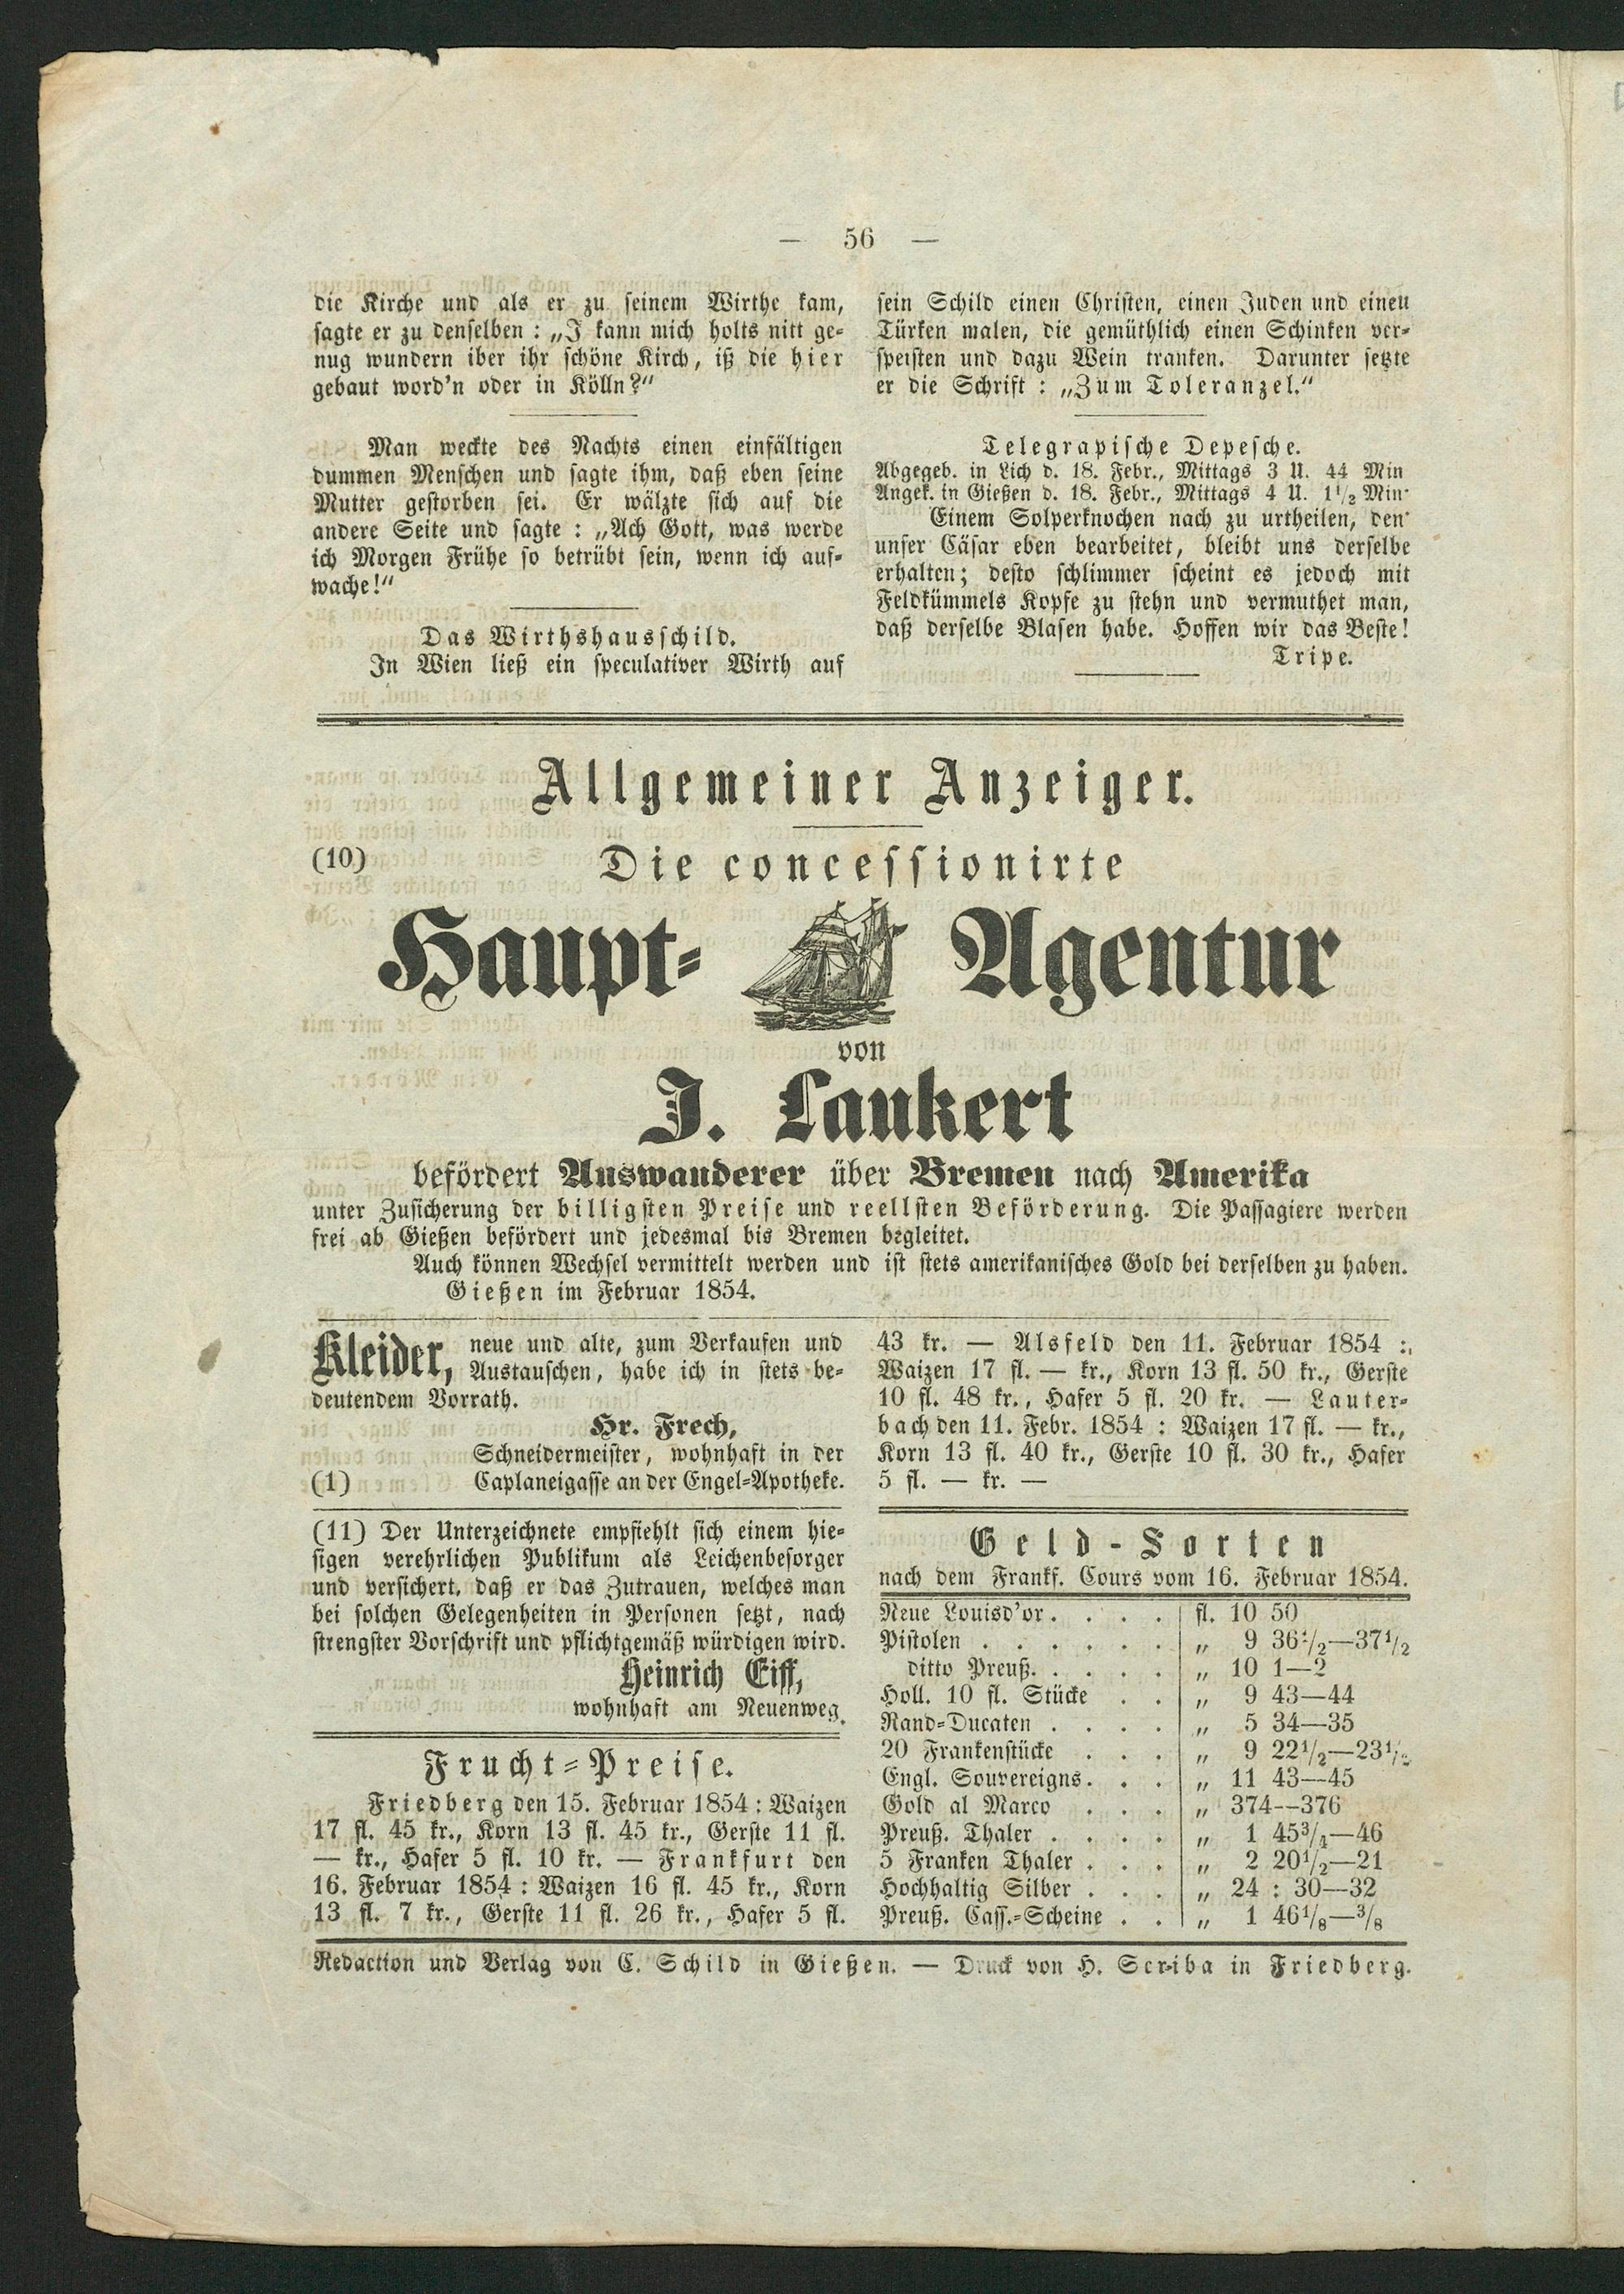 — 56 —
die Kirche und als er zu seinem Wirthe kam,
sagte er zu denselben : „J kann mich holts nitt ge-
nug wundern iber ihr schöne Kirch, iß die hier
gebaut word'n oder in Kölln?“
Man weckte des Nachts einen einfältigen
dummen Menschen und sagte ihm, daß eben seine
Mutter gestorben sei. Er wälzte sich auf die
andere Seite und sagte : „Ach Gott, was werde
ich Morgen Frühe so betrübt sein, wenn ich auf-
wache!“
Das Wirthshausschild.
In Wien ließ ein speculativer Wirth auf
sein Schild einen Christen, einen Juden und einen
Türken malen, die gemüthlich einen Schinken ver-
speisten und dazu Wein tranken. Darunter setzte
er die Schrift : „Zum Toleranzel.“
Telegrapische Depesche.
Abgegeb. in Lich d. 18. Febr., Mittags 3 U. 44 Min
Angek. in Gießen d. 18. Febr., Mittags 4 U. 1½ Min.
Einem Solperknochen nach zu urtheilen, den
unser Cäsar eben bearbeitet, bleibt uns derselbe
erhalten; desto schlimmer scheint es jedoch mit
Feldkümmels Kopfe zu stehn und vermuthet man,
daß derselbe Blasen habe. Hoffen wir das Beste!
Tripe.
Allgemeiner Anzeiger.
(10) Die concessionirte
Haupt- Agentur
von
J. Laukert
befördert Auswanderer über Bremen nach Amerika
unter Zusicherung der billigsten Preise und reellsten Beförderung. Die Passagiere werden
frei ab Gießen befördert und jedesmal bis Bremen begleitet.
Auch können Wechsel vermittelt werden und ist stets amerikanisches Gold bei derselben zu haben.
Gießen im Februar 1854.
Kleider, neue und alte, zum Verkaufen und
Austauschen, habe ich in stets be-
deutendem Vorrath.
Hr. Frech,
Schneidermeister, wohnhaft in der
(1) Caplaneigasse an der Engel-Apotheke.
(11) Der Unterzeichnete empfiehlt sich einem hie-
sigen verehrlichen Publikum als Leichenbesorger
und versichert, daß er das Zutrauen, welches man
bei solchen Gelegenheiten in Personen setzt, nach
strengster Vorschrift und pflichtgemäß würdigen wird.
Heinrich Eiff,
wohnhaft am Neuenweg.
Frucht-Preise.
Friedberg den 15. Februar 1854 : Waizen
17 fl. 45 kr., Korn 13 fl. 45 kr., Gerste 11 fl.
— kr., Hafer 5 fl. 10 kr. — Frankfurt den
16. Februar 1854 : Waizen 16 fl. 45 kr., Korn
13 fl. 7 kr., Gerste 11 fl. 26 kr., Hafer 5 fl.
43 kr. — Alsfeld den 11. Februar 1854 :
Waizen 17 fl. — kr., Korn 13 fl. 50 kr., Gerste
10 fl. 48 kr., Hafer 5 fl. 20 kr. — Lauter-
bach den 11. Febr. 1854 : Waizen 17 fl. — kr.,
Korn 13 fl. 40 kr., Gerste 10 fl. 30 kr., Hafer
5 fl. — kr. —
Geld-Sorten
nach dem Frankf. Cours vom 16. Februar 1854.
Neue Louisd'or. . . . . fl. 10 50
Pistolen . . . . . . . „ 9 36½—37½
ditto Preuß. . . . . „ 10 1—2
Holl. 10 fl. Stücke . . „ 9 43—44
Rand-Ducaten . . . . „ 5 34—35
20 Frankenstücke . . . „ 9 22½—23½
Engl. Souvereigns. . . „ 11 43—45
Gold al Marco . . . „ 374--376
Preuß. Thaler . . . . „ 1 45¾—46
5 Franken Thaler . . . „ 2 20½—21
Hochhaltig Silber . . . „ 24 : 30—32
Preuß. Cass.-Scheine . . „ 1 46⅛—⅜
Redaction und Verlag von C. Schild in Gießen. — Druck von H. Scriba in Friedberg.